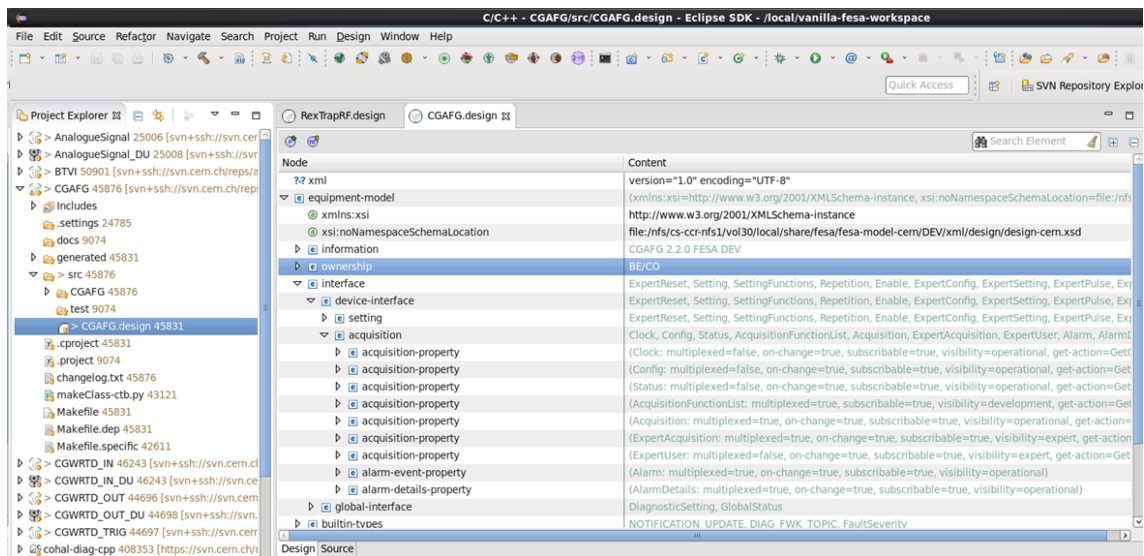 C/C++ - CGAFG/src/CGAFG.design - Eclipse SDK - /local/vanilla-fesa-workspace
File Edit Source Refactor Navigate Search Project Run Design Window Help
Quick Access
SVN Repository Explor
Project Explorer
> AnalogueSignal 25006 [svn+ssh://svn.cer
> AnalogueSignal_DU 25008 [svn+ssh://svr
> BTVI 50901 [svn+ssh://svn.cern.ch/reps/a
> CGAFG 45876 [svn+ssh://svn.cern.ch/rep:
Includes
.settings 24785
docs 9074
generated 45831
> src 45876
CGAFG 45876
test 9074
> CGAFG.design 45831
.cproject 45831
.project 9074
changelog.txt 45876
makeClass-ctb.py 43121
Makefile 45831
Makefile.dep 45831
Makefile.specific 42611
> CGWRTD_IN 46243 [svn+ssh://svn.cern.cl
> CGWRTD_IN_DU 46243 [svn+ssh://svn.ce
> CGWRTD_OUT 44696 [svn+ssh://svn.cern
> CGWRTD_OUT_DU 44698 [svn+ssh://svn.
> CGWRTD_TRIG 44697 [svn+ssh://svn.cerr
> cohal-diag-cpp 408353 [https://svn.cern.ch/r
RexTrapRF.design
CGAFG.design
Search Element
Node Content
?-? xml version="1.0" encoding="UTF-8"
equipment-model (xmlns:xsi=http://www.w3.org/2001/XMLSchema-instance, xsi:noNamespaceSchemaLocation=file:/nfs
xmlns:xsi http://www.w3.org/2001/XMLSchema-instance
xsi:noNamespaceSchemaLocation file:/nfs/cs-ccr-nfs1/vol30/local/share/fesa/fesa-model-cern/DEV/xml/design/design-cern.xsd
information CGAFG 2.2.0 FESA DEV
ownership BE/CO
interface ExpertReset, Setting, SettingFunctions, Repetition, Enable, ExpertConfig, ExpertSetting, ExpertPulse, Exp
device-interface ExpertReset, Setting, SettingFunctions, Repetition, Enable, ExpertConfig, ExpertSetting, ExpertPulse, Exp
setting ExpertReset, Setting, SettingFunctions, Repetition, Enable, ExpertConfig, ExpertSetting, ExpertPulse, Exp
acquisition Clock, Config, Status, AcquisitionFunctionList, Acquisition, ExpertAcquisition, ExpertUser, Alarm, AlarmD
acquisition-property (Clock: multiplexed=false, on-change=true, subscribable=true, visibility=operational, get-action=GetC
acquisition-property (Config: multiplexed=false, on-change=true, subscribable=true, visibility=operational, get-action=Get
acquisition-property (Status: multiplexed=false, on-change=true, subscribable=true, visibility=operational, get-action=Get
acquisition-property (AcquisitionFunctionList: multiplexed=true, subscribable=true, visibility=development, get-action=Get
acquisition-property (Acquisition: multiplexed=true, on-change=true, subscribable=true, visibility=operational, get-action=
acquisition-property (ExpertAcquisition: multiplexed=true, on-change=true, subscribable=true, visibility=expert, get-action
acquisition-property (ExpertUser: multiplexed=false, on-change=true, subscribable=true, visibility=expert, get-action=Get
alarm-event-property (Alarm: multiplexed=true, on-change=true, subscribable=true, visibility=operational)
alarm-details-property (AlarmDetails: multiplexed=true, on-change=true, subscribable=true, visibility=operational)
global-interface DiagnosticSetting, GlobalStatus
builtin-types NOTIFICATION_UPDATE, DIAG_FWK_TOPIC, FaultSeverity
Design Source